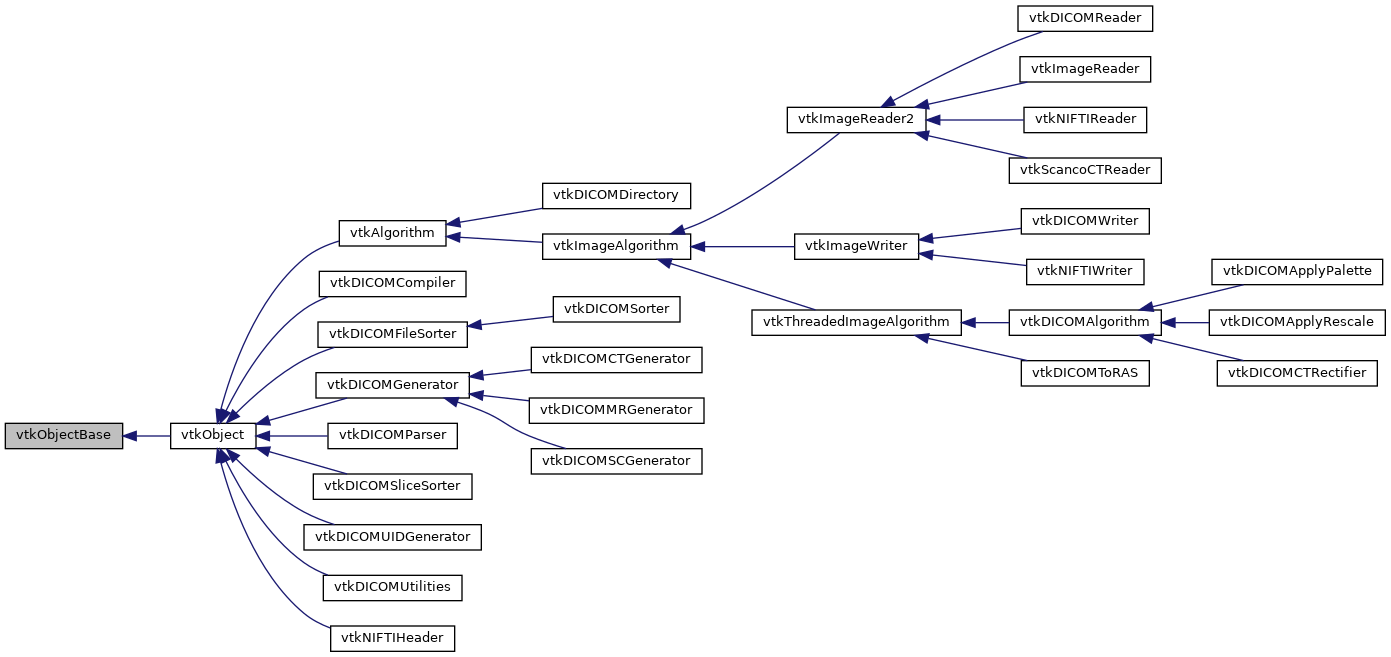 vtkDICOMReader
vtkImageReader
vtkImageReader2
vtkNIFTIReader
vtkScancoCTReader
vtkDICOMDirectory
vtkAlgorithm
vtkImageAlgorithm
vtkImageWriter
vtkDICOMWriter
vtkNIFTIWriter
vtkDICOMApplyPalette
vtkDICOMCompiler
vtkDICOMSorter
vtkDICOMFileSorter
vtkThreadedImageAlgorithm
vtkDICOMAlgorithm
vtkDICOMApplyRescale
vtkDICOMCTGenerator
vtkDICOMToRAS
vtkDICOMCTRectifier
vtkDICOMGenerator
vtkDICOMMRGenerator
vtkObjectBase
vtkObject
vtkDICOMParser
vtkDICOMSCGenerator
vtkDICOMSliceSorter
vtkDICOMUIDGenerator
vtkDICOMUtilities
vtkNIFTIHeader